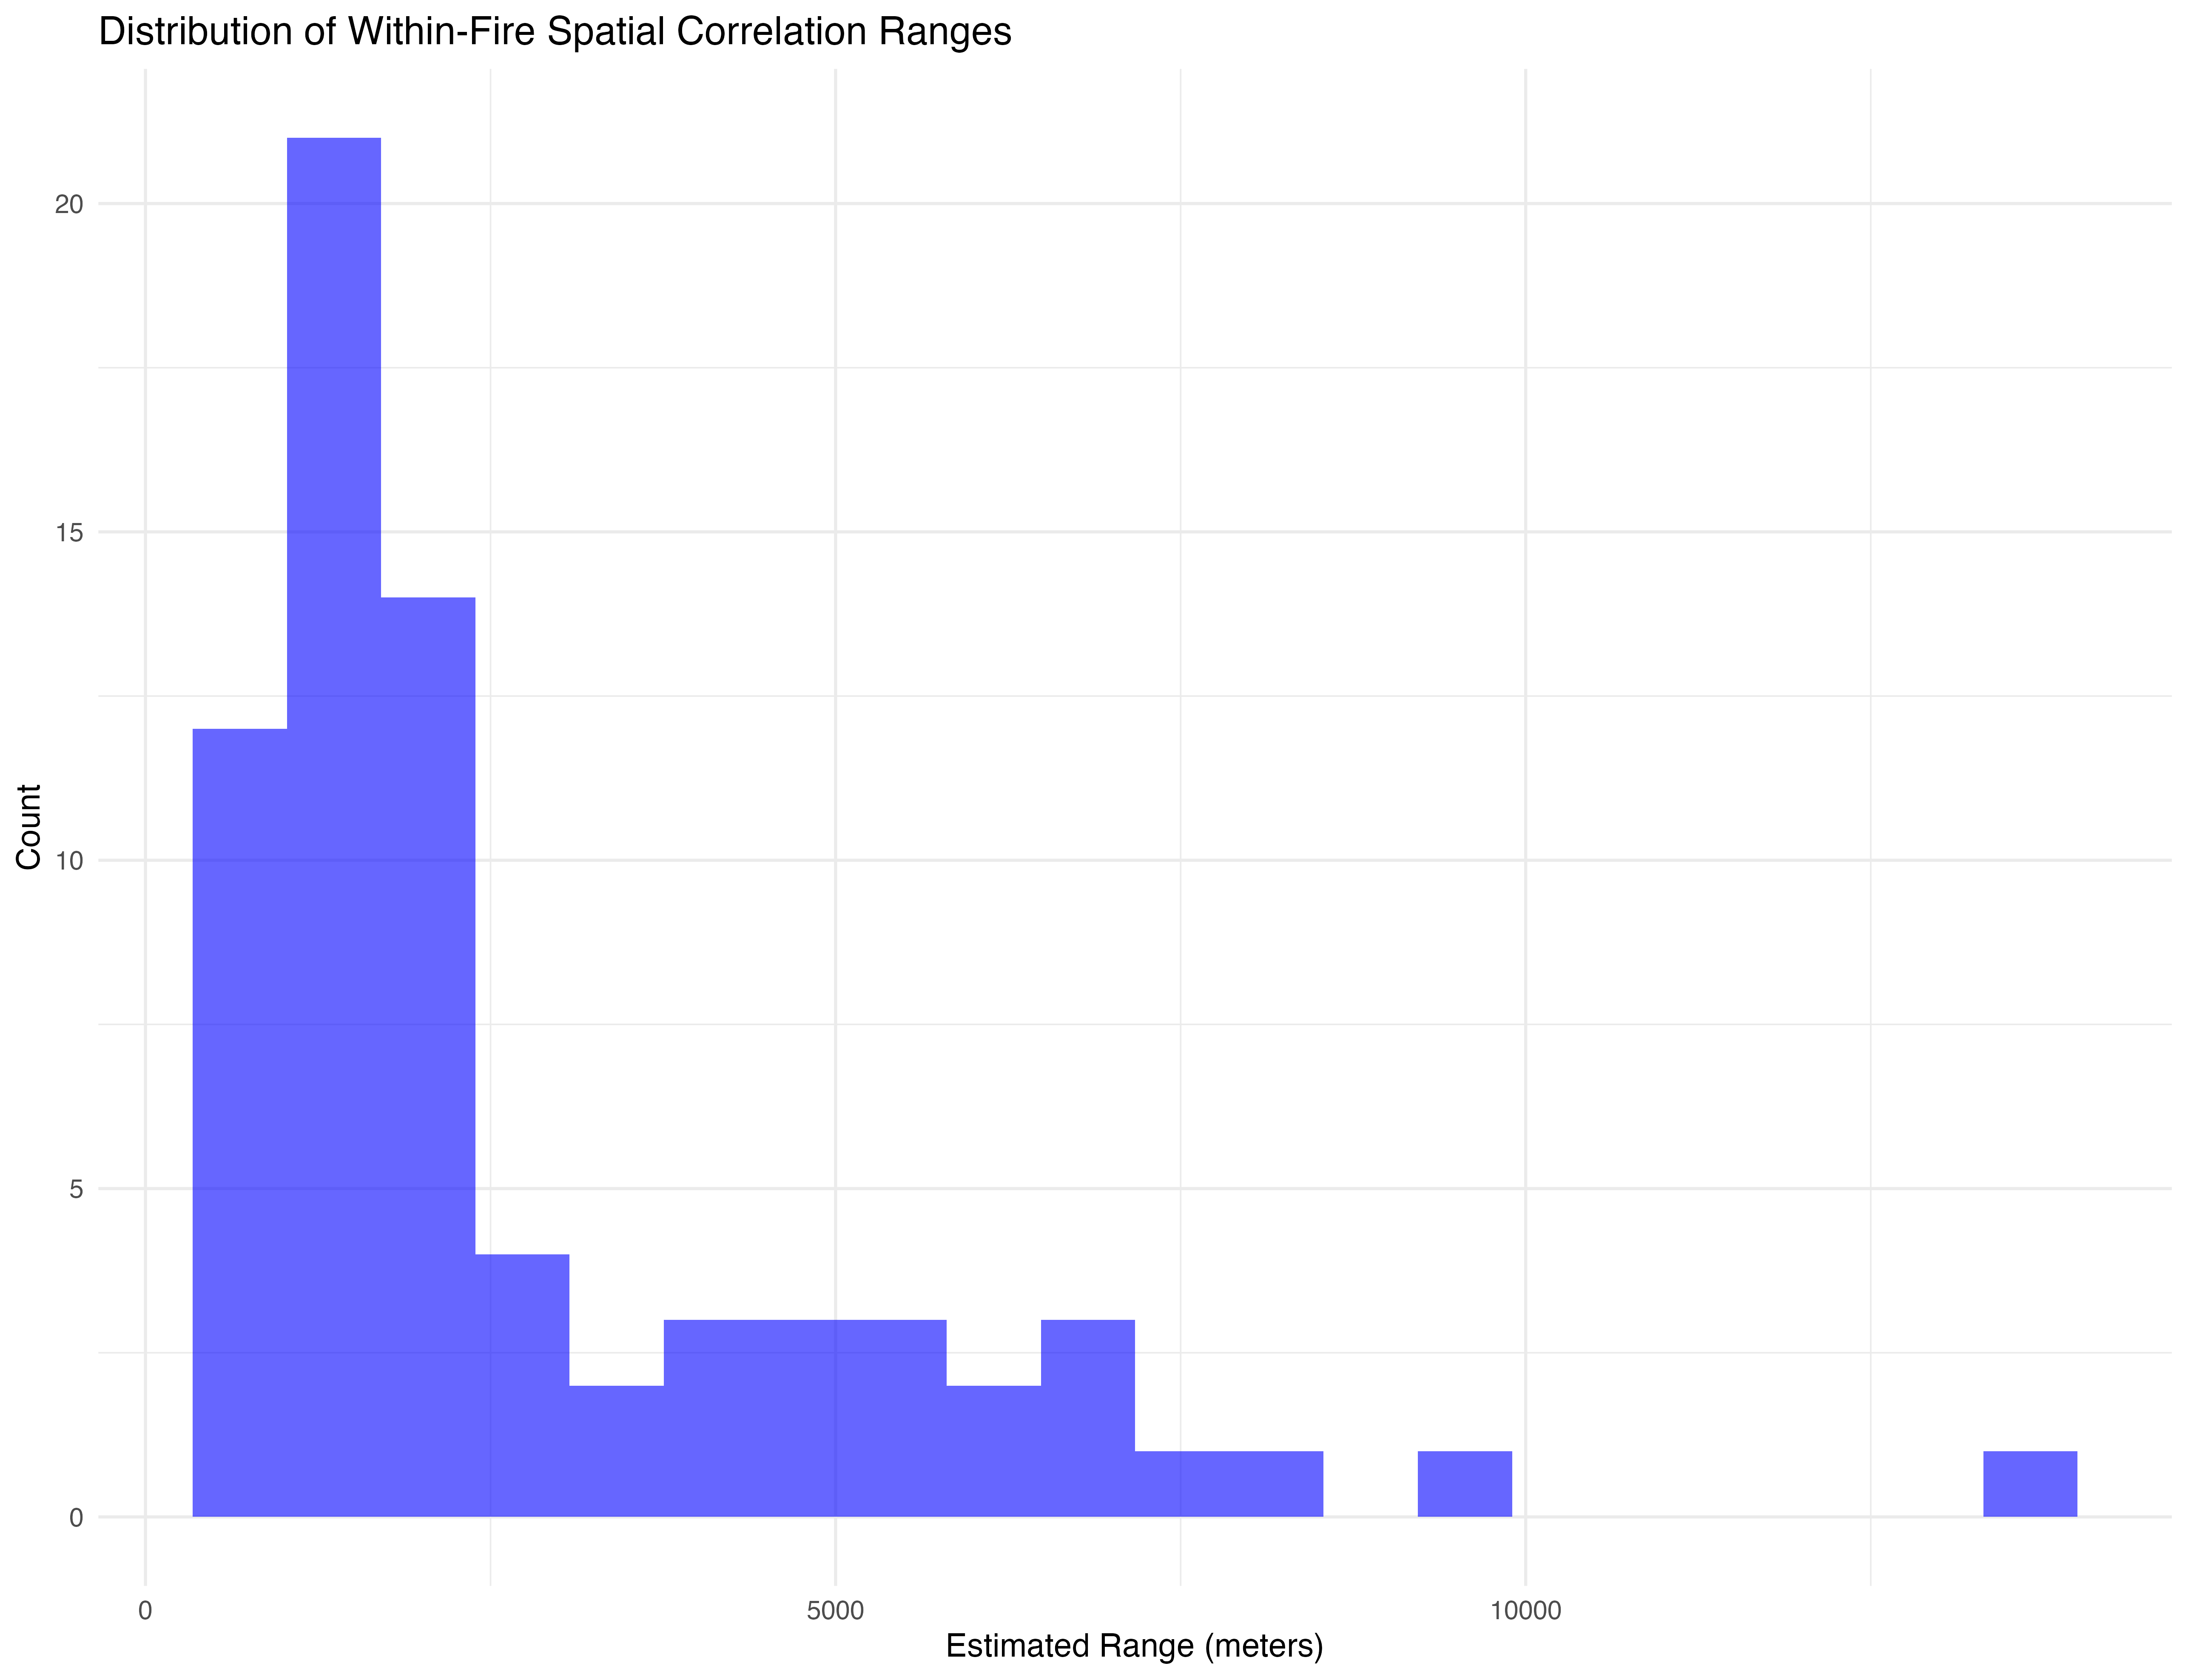 Distribution of Within-Fire Spatial Correlation Ranges
Count
20
15
10
5
0
0
5000
10000
Estimated Range (meters)